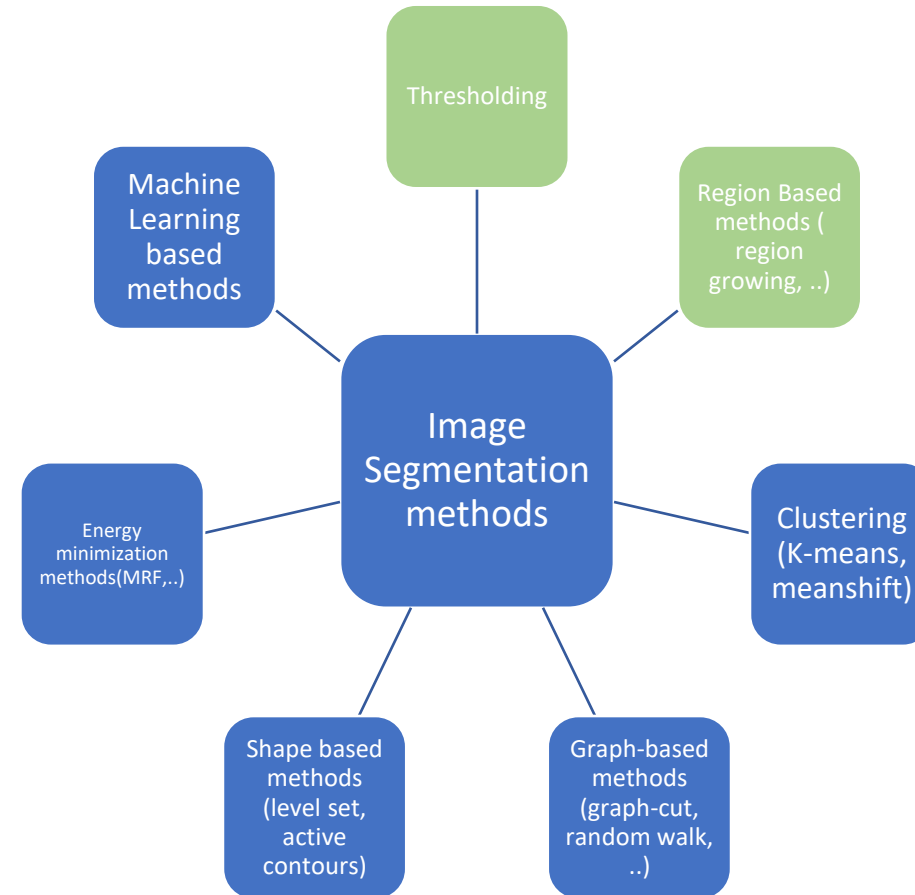 Thresholding
Machine
Learning
based
methods
Region Based
methods (
region
growing, ..)
Image
Segmentation
methods
Energy
minimization
methods(MRF,..)
Clustering
(K-means,
meanshift)
Shape based
methods
(level set,
active
contours)
Graph-based
methods
(graph-cut,
random walk,
..)